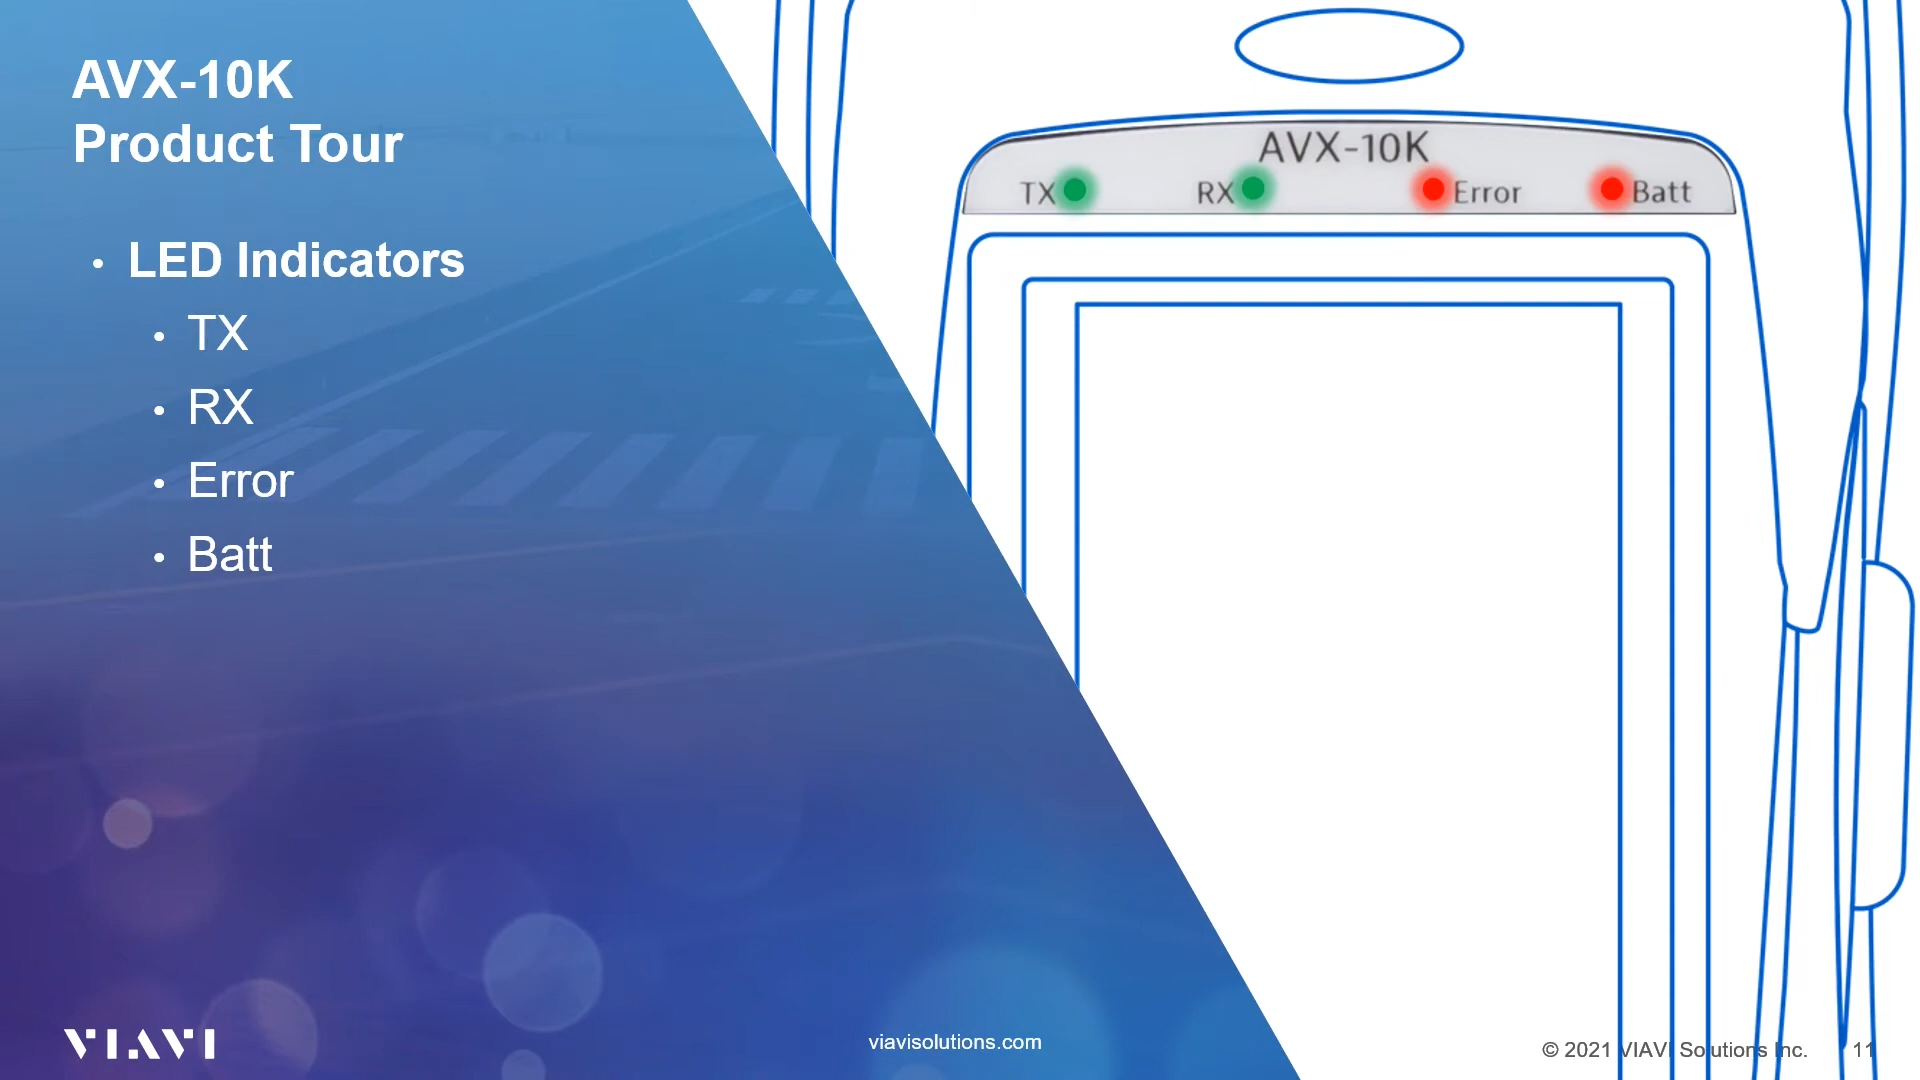 AVX-10K
Product Tour
• LED Indicators
• TX
• RX
• Error
• Batt
AVX-10K
TX RX Error Batt
VIAVI
viavisolutions.com
© 2021 VIAVI Solutions Inc. 11